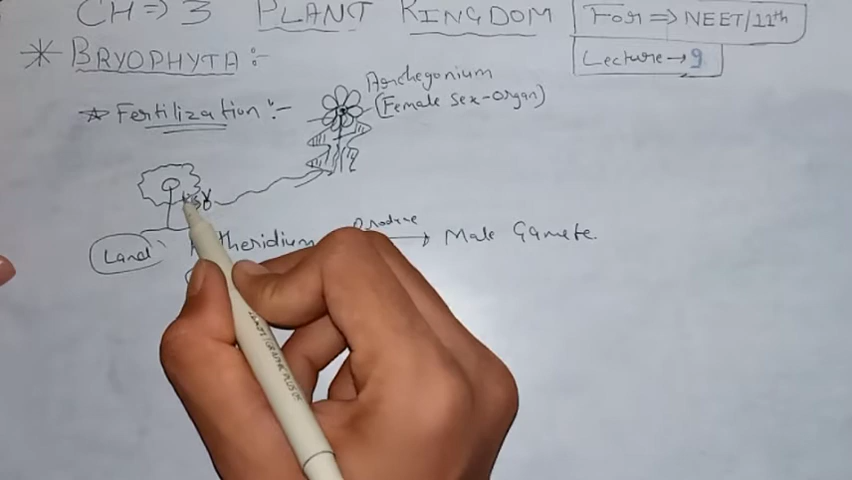 CH⇒ 3 PLANT KINGDOM
For ⇒ NEET/11th
Lecture → 9
* BRYOPHYTA :-
* Fertilization :-
Archegonium
(Female Sex-Organ)
Land
Produce
Male Gamete.